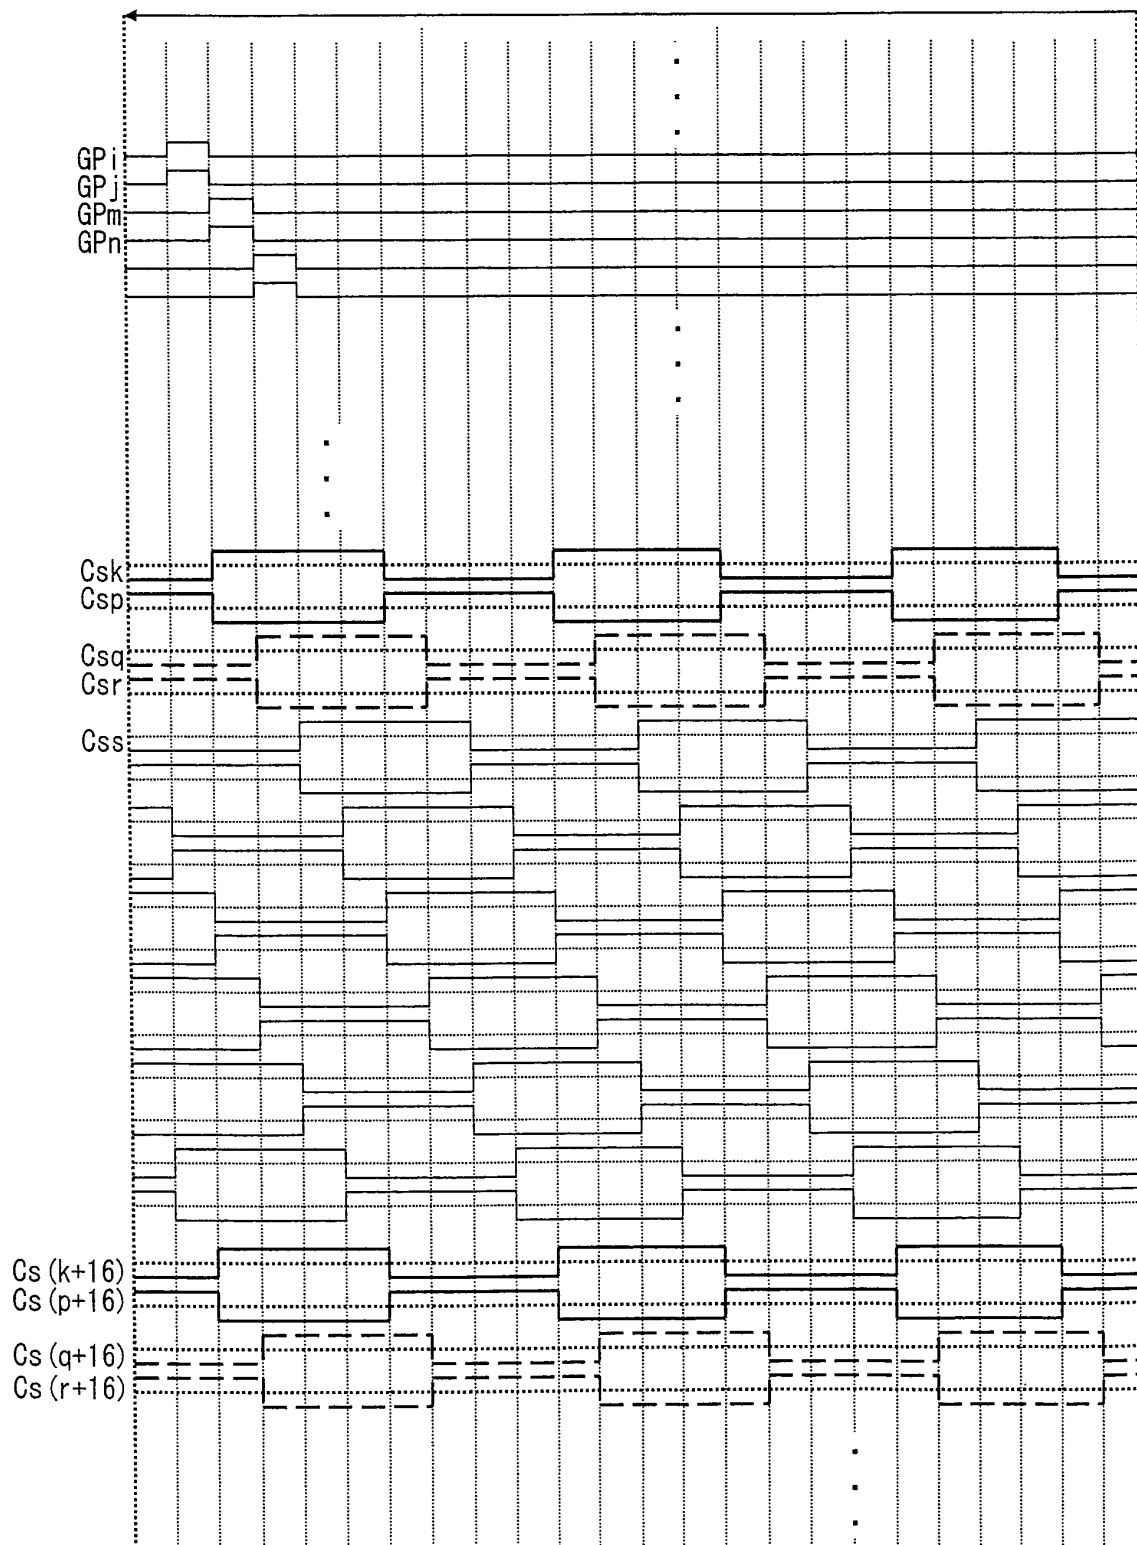 GPi
GPj
GPm
GPn
Csk
Csp
Csq
Csr
Css
Cs(k+16)
Cs(p+16)
Cs(q+16)
Cs(r+16)